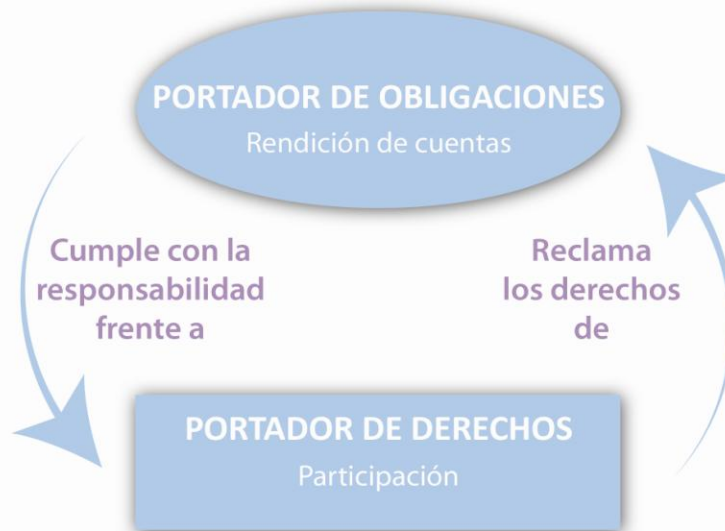 PORTADOR DE OBLIGACIONES
Rendición de cuentas
Cumple con la
responsabilidad
frente a
Reclama
los derechos
de
PORTADOR DE DERECHOS
Participación